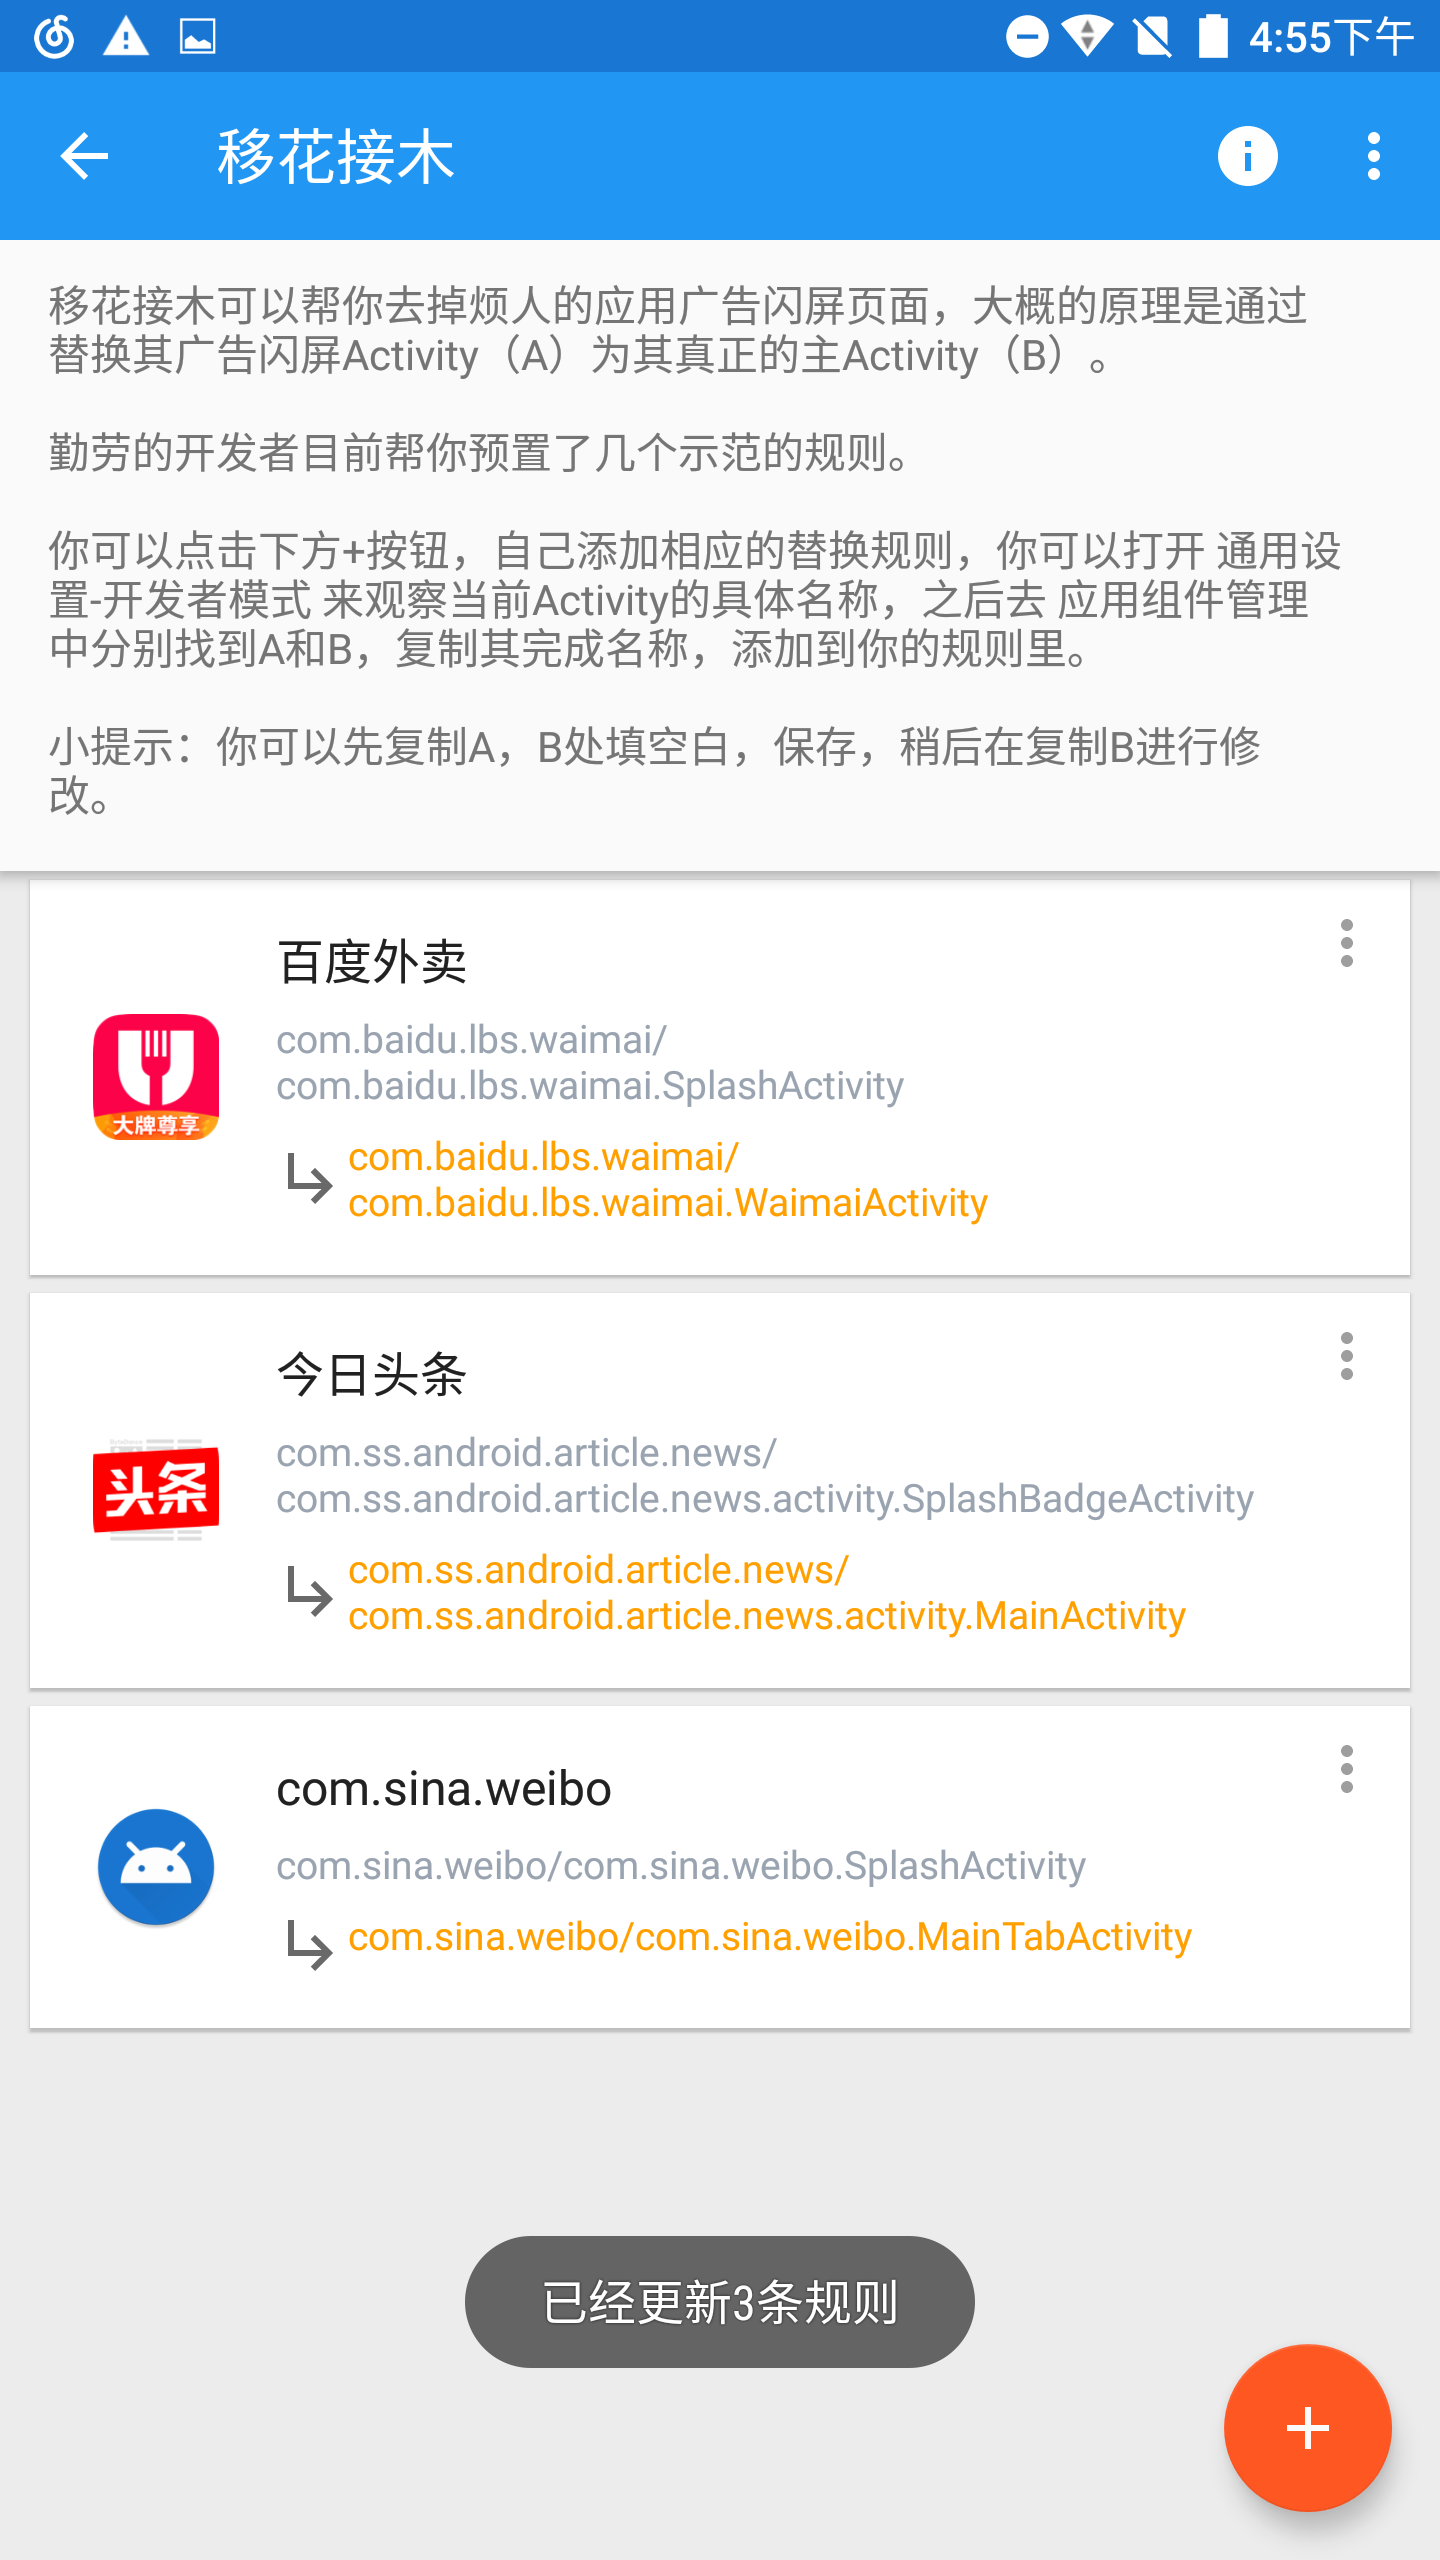 4:55下午
移花接木
移花接木可以帮你去掉烦人的应用广告闪屏页面，大概的原理是通过
替换其广告闪屏Activity（A）为其真正的主Activity（B）。
勤劳的开发者目前帮你预置了几个示范的规则。
你可以点击下方+按钮，自己添加相应的替换规则，你可以打开 通用设
置-开发者模式 来观察当前Activity的具体名称，之后去 应用组件管理
中分别找到A和B，复制其完成名称，添加到你的规则里。
小提示：你可以先复制A，B处填空白，保存，稍后在复制B进行修
改。
百度外卖
com.baidu.lbs.waimai/
com.baidu.lbs.waimai.SplashActivity
大牌尊享
com.baidu.lbs.waimai/
com.baidu.lbs.waimai.WaimaiActivity
今日头条
com.ss.android.article.news/
com.ss.android.article.news.activity.SplashBadgeActivity
头条
com.ss.android.article.news/
com.ss.android.article.news.activity.MainActivity
com.sina.weibo
com.sina.weibo/com.sina.weibo.SplashActivity
com.sina.weibo/com.sina.weibo.MainTabActivity
已经更新3条规则